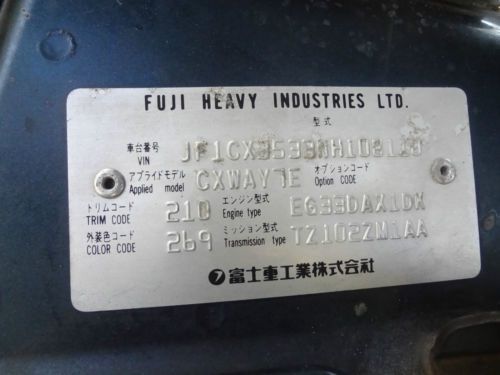 FUJI HEAVY INDUSTRIES LTD.
型式
車台番号
VIN JF1CX3533NH102110
アプライドモデル オプションコード
Applied model CXWAY7E Option CODE
トリムコード エンジン型式
TRIM CODE 210 Engine type EG33DAX1DX
外装色コード ミッション型式
COLOR CODE 269 Transmission type TZ102ZM1AA
富士重工業株式会社